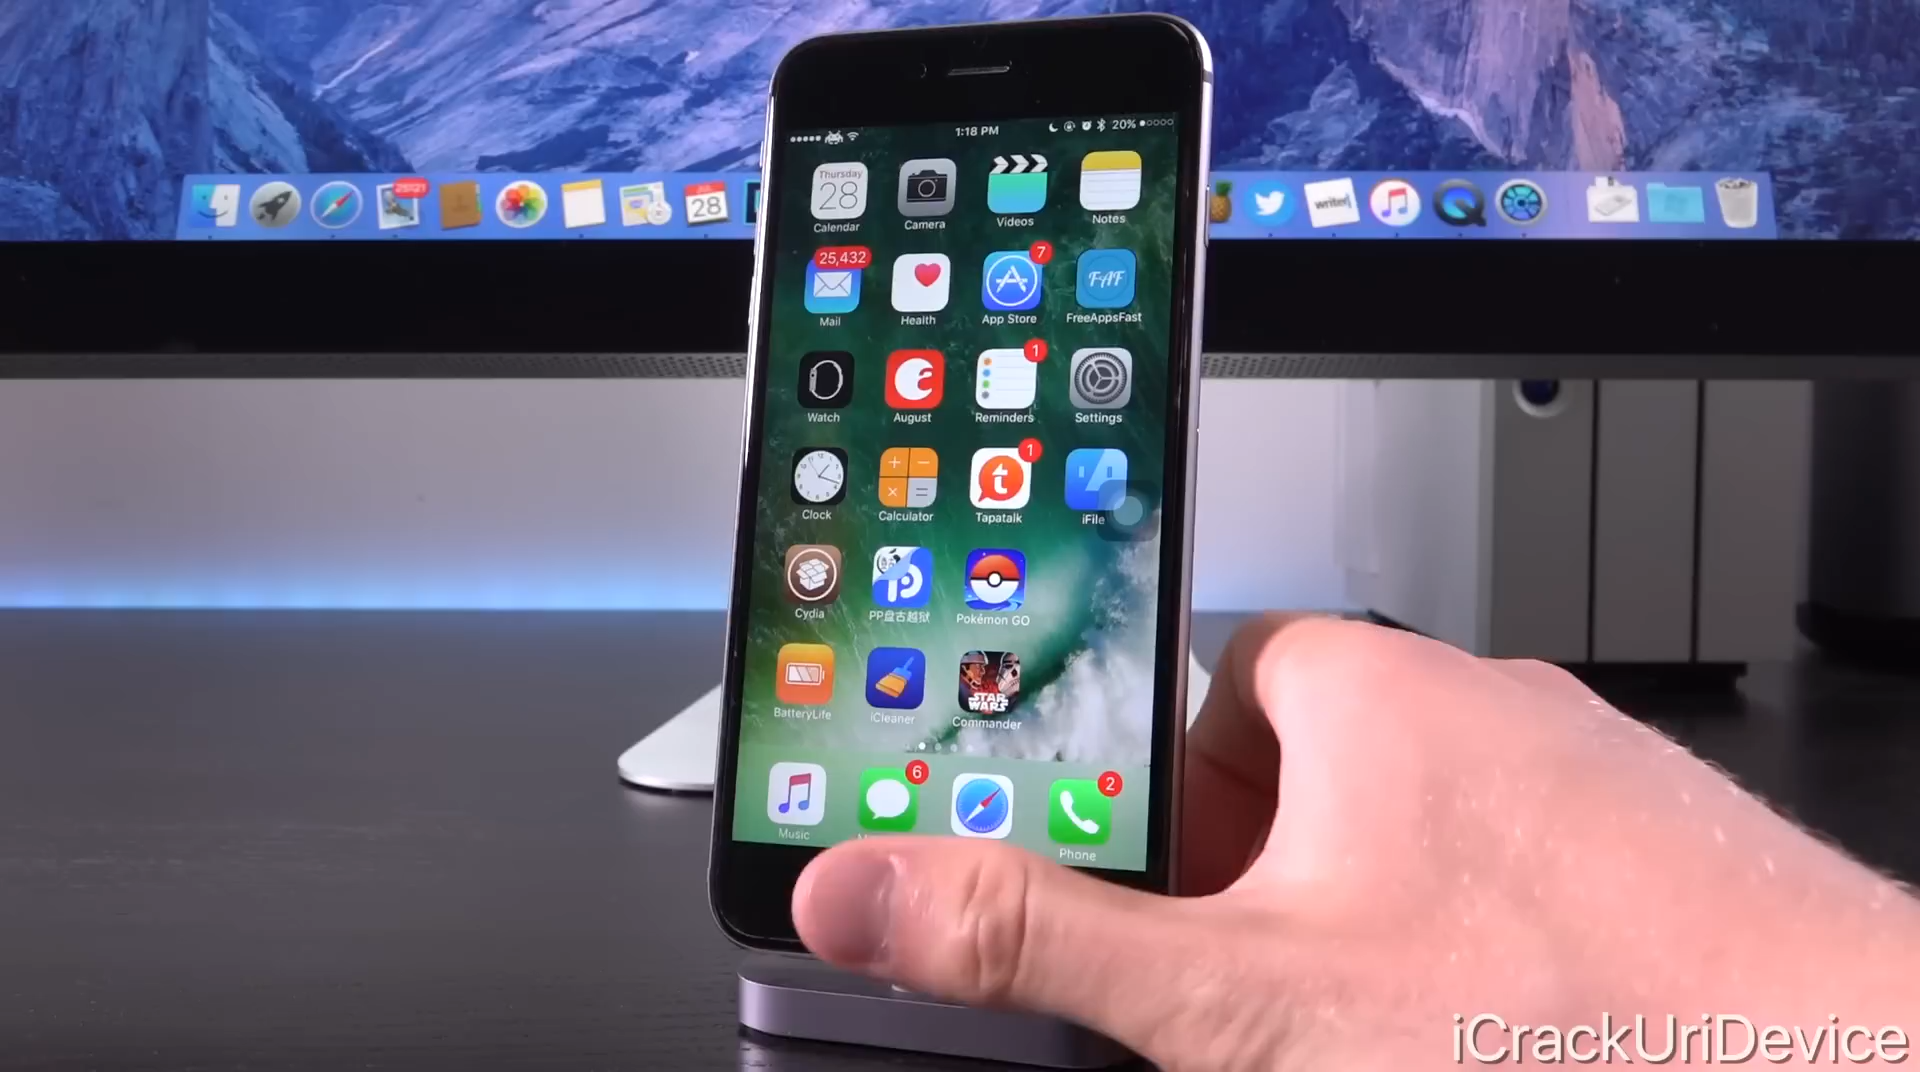 1:18 PM
20%
Thursday
28
Calendar
Camera
Videos
Notes
JUL
28
writer
25,432
7
FAF
Mail
Health
App Store
FreeAppsFast
1
Watch
August
Reminders
Settings
1
Clock
Calculator
Tapatalk
iFile
Cydia
PP盘古越狱
Pokémon GO
STAR
WARS
BatteryLife
iCleaner
Commander
6
2
Music
Phone
iCrackUriDevice